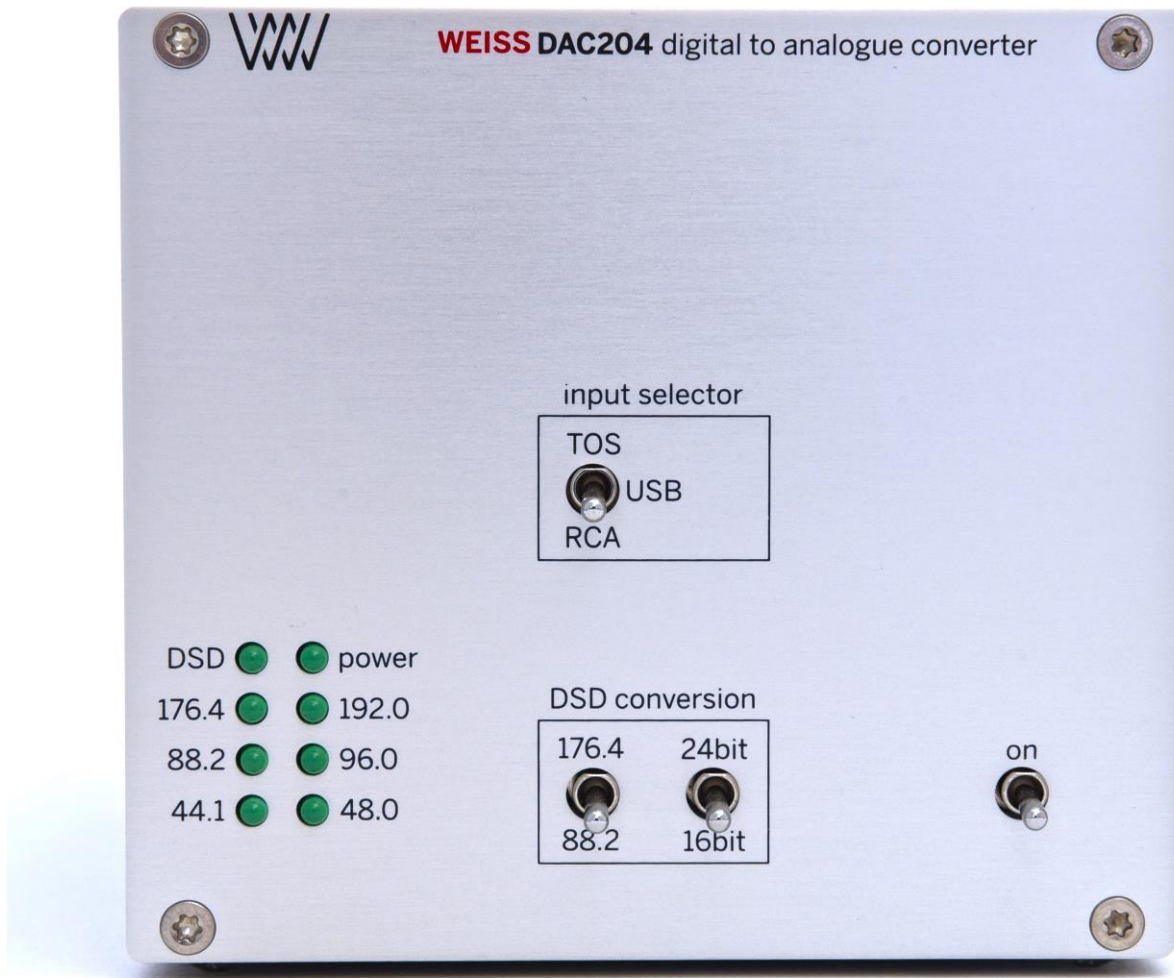 WEISS DAC204 digital to analogue converter
input selector
TOS
USB
RCA
DSD power
176.4 192.0
88.2 96.0
44.1 48.0
DSD conversion
176.4 24bit
88.2 16bit
on